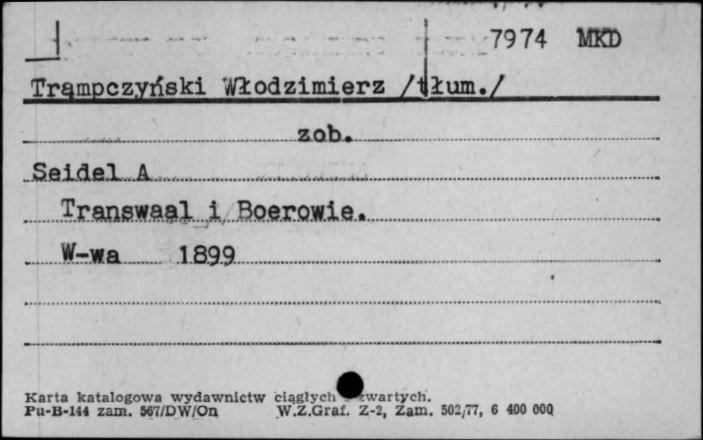 7974 MKD
Trąmpczyński Włodzimierz /tłum./
zob.
Seidel A
Transwaal i Boerowie.
W-wa 1899
Karta katalogowa wydawnictw ciągłych zwartych.
Pu-B-144 zam. 567/DW/On W.Z.Graf. Z-2, Zam. 502/77, 6 400 000